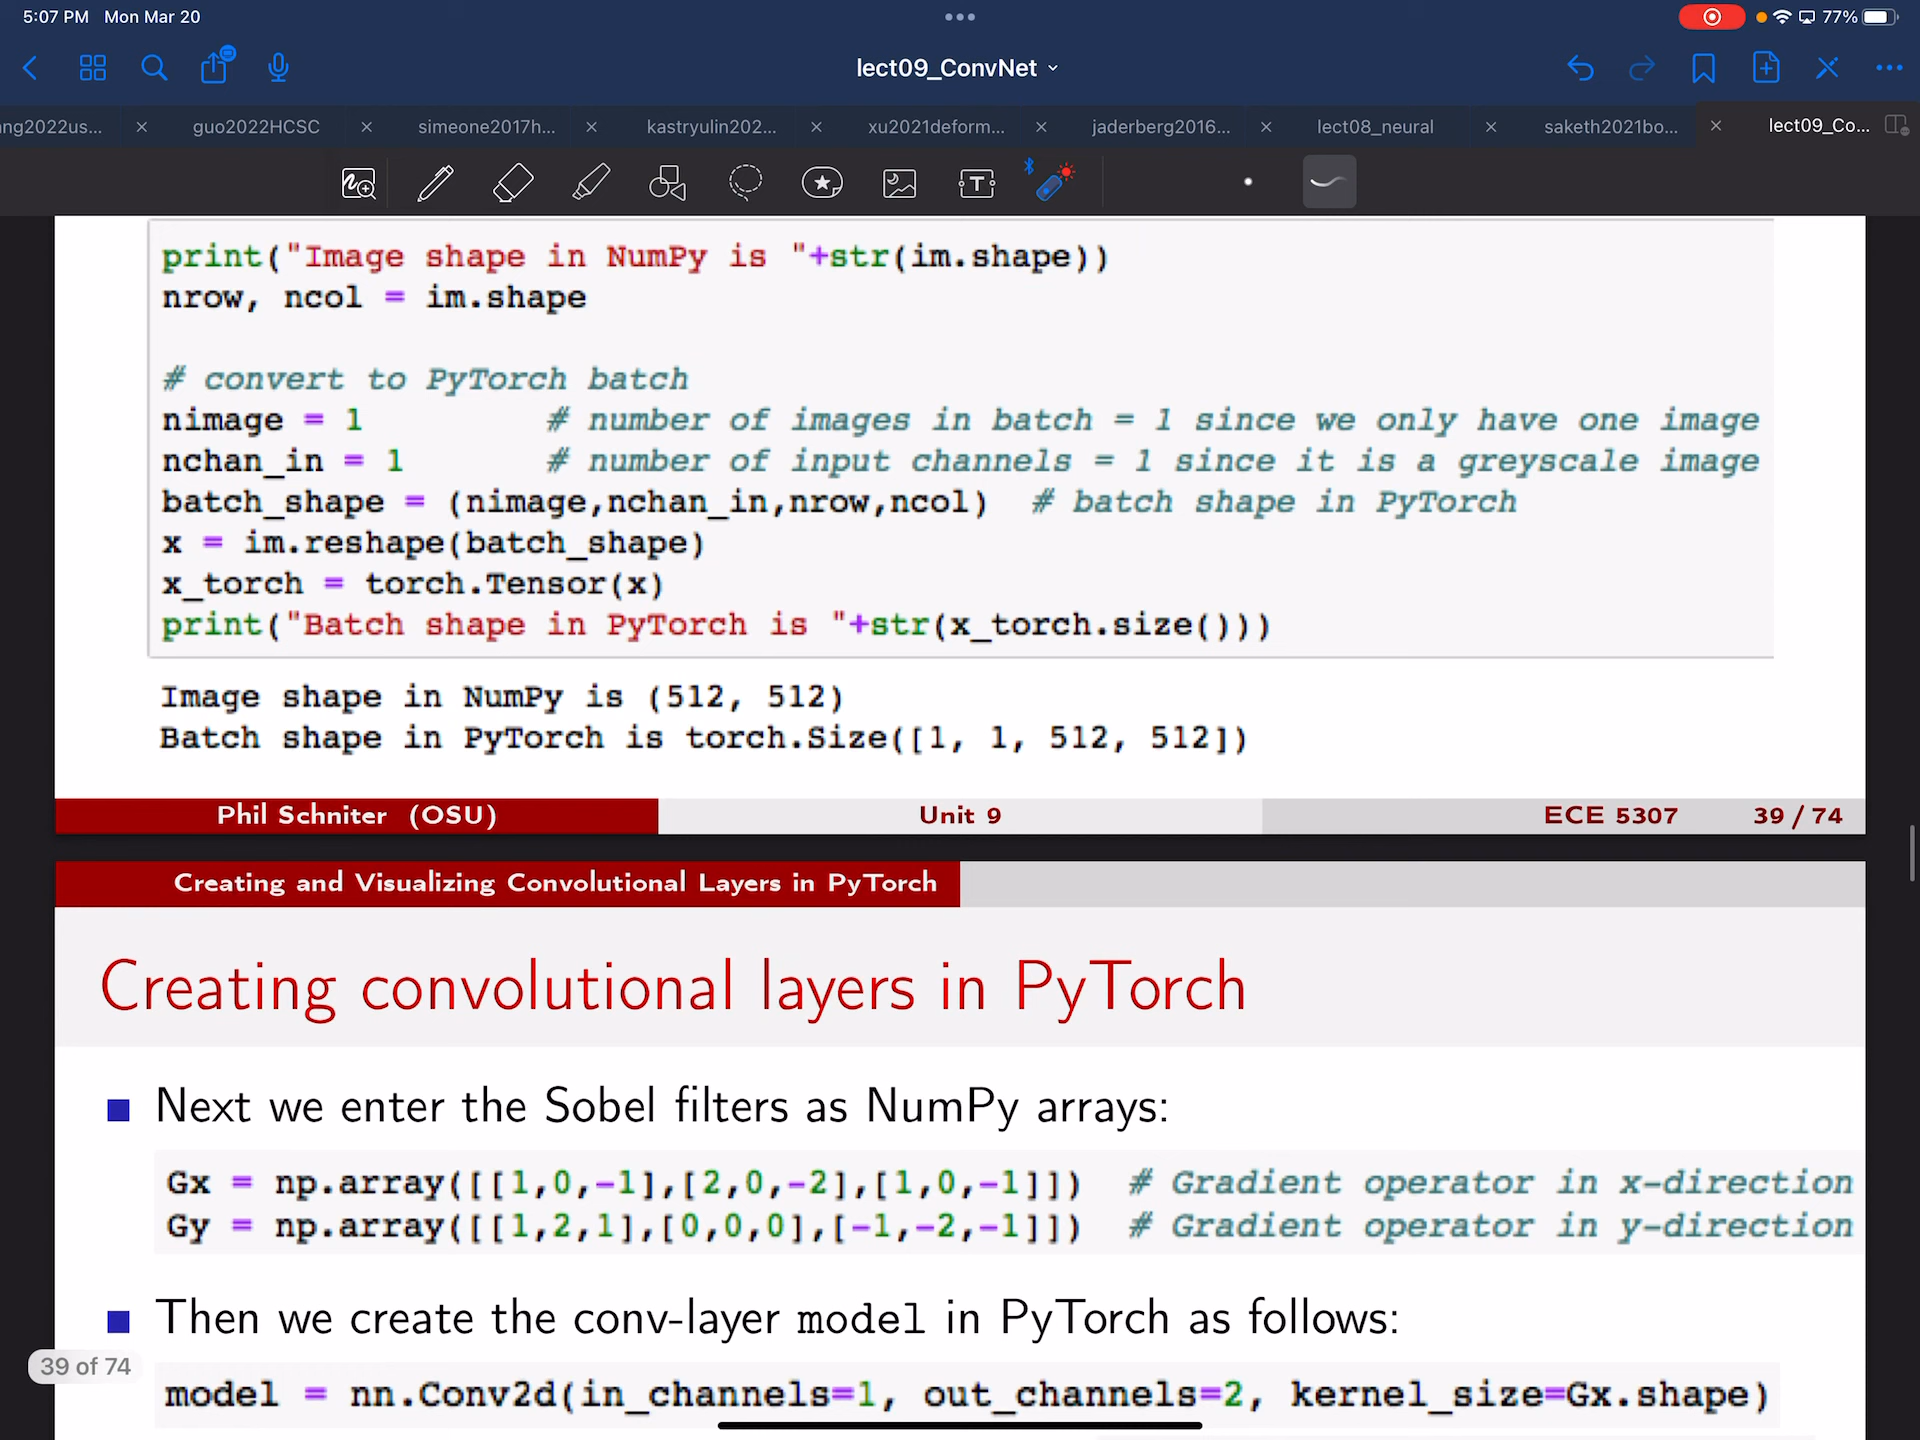 5:07 PM Mon Mar 20
77%
lect09_ConvNet
ng2022us...
guo2022HCSC
simeone2017h...
kastryulin202...
xu2021deform...
jaderberg2016...
lect08_neural
saketh2021bo...
lect09_Co...
print("Image shape in NumPy is "+str(im.shape))
nrow, ncol = im.shape
# convert to PyTorch batch
nimage = 1 # number of images in batch = 1 since we only have one image
nchan_in = 1 # number of input channels = 1 since it is a greyscale image
batch_shape = (nimage,nchan_in,nrow,ncol) # batch shape in PyTorch
x = im.reshape(batch_shape)
x_torch = torch.Tensor(x)
print("Batch shape in PyTorch is "+str(x_torch.size()))
Image shape in NumPy is (512, 512)
Batch shape in PyTorch is torch.Size([1, 1, 512, 512])
Phil Schniter (OSU) Unit 9 ECE 5307 39 / 74
Creating and Visualizing Convolutional Layers in PyTorch
Creating convolutional layers in PyTorch
Next we enter the Sobel filters as NumPy arrays:
Gx = np.array([[1,0,-1],[2,0,-2],[1,0,-1]]) # Gradient operator in x-direction
Gy = np.array([[1,2,1],[0,0,0],[-1,-2,-1]]) # Gradient operator in y-direction
Then we create the conv-layer model in PyTorch as follows:
39 of 74
model = nn.Conv2d(in_channels=1, out_channels=2, kernel_size=Gx.shape)